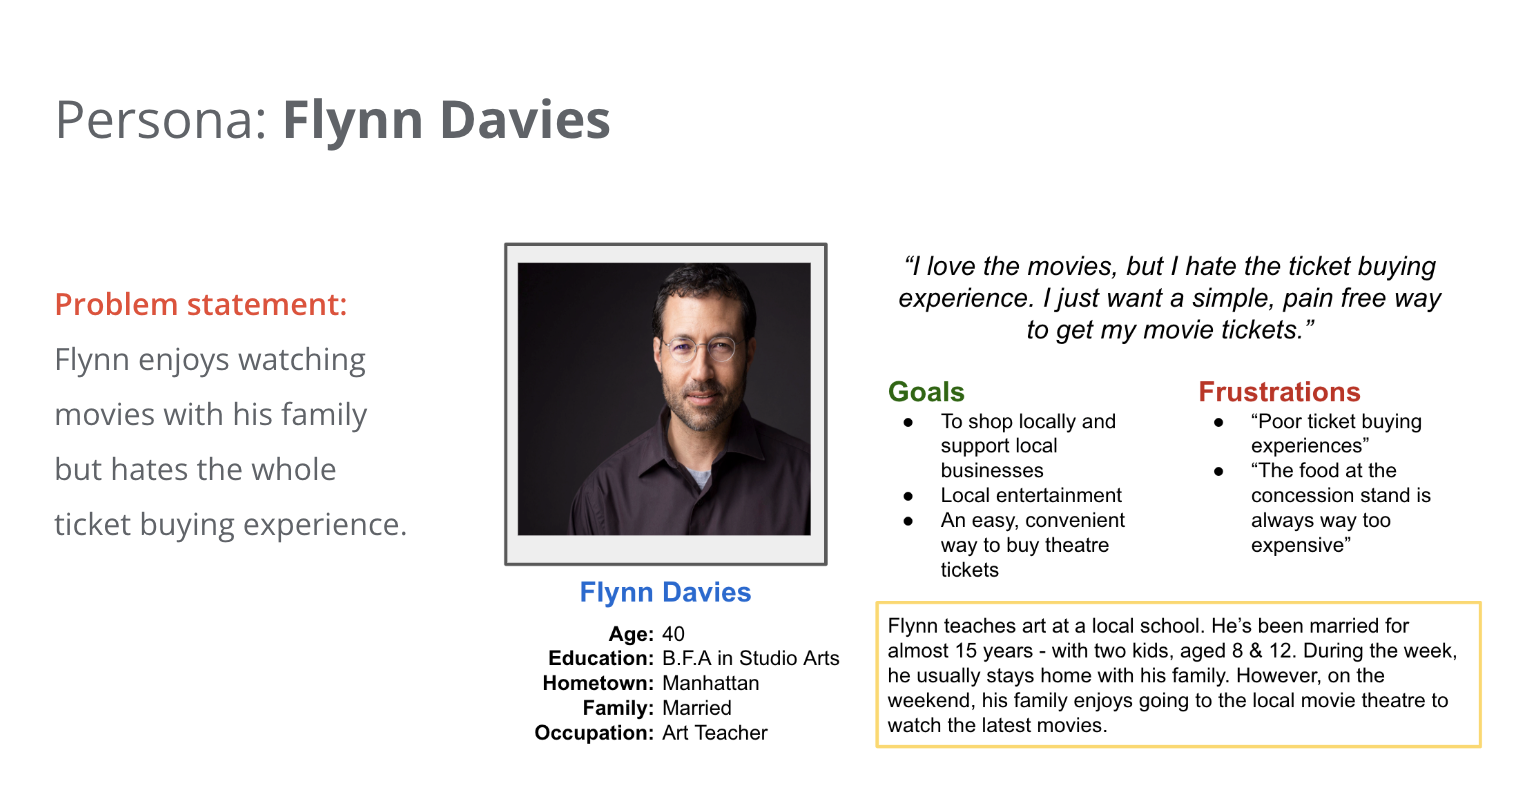 Persona: Flynn Davies
Problem statement:
Flynn enjoys watching
movies with his family
but hates the whole
ticket buying experience.
Flynn Davies
Age: 40
Education: B.F.A in Studio Arts
Hometown: Manhattan
Family: Married
Occupation: Art Teacher
“I love the movies, but I hate the ticket buying
experience. I just want a simple, pain free way
to get my movie tickets.”
Goals
● To shop locally and
support local
businesses
● Local entertainment
● An easy, convenient
way to buy theatre
tickets
Frustrations
● “Poor ticket buying
experiences”
● “The food at the
concession stand is
always way too
expensive”
Flynn teaches art at a local school. He’s been married for
almost 15 years - with two kids, aged 8 & 12. During the week,
he usually stays home with his family. However, on the
weekend, his family enjoys going to the local movie theatre to
watch the latest movies.